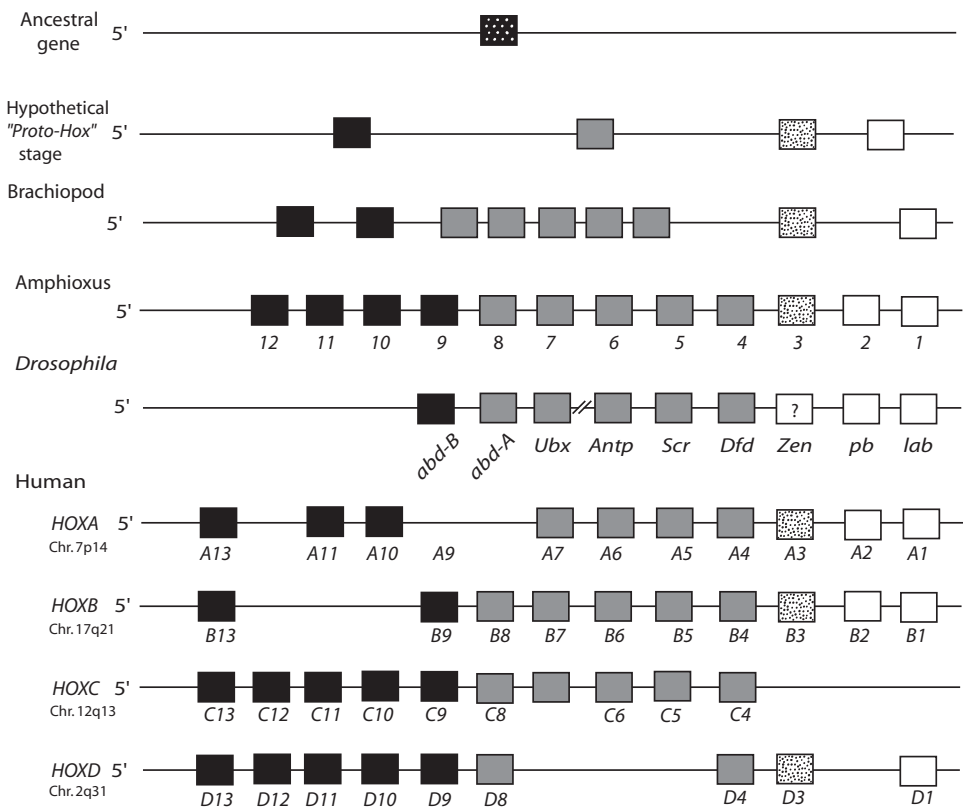 Ancestral
gene 5'
Hypothetical
"Proto-Hox" 5'
stage
Brachiopod
5'
Amphioxus
5'
12 11 10 9 8 7 6 5 4 3 2 1
Drosophila
5' ?
abd-B abd-A Ubx Antp Scr Dfd Zen pb lab
Human
HOXA 5'
Chr. 7p14 A13 A11 A10 A9 A7 A6 A5 A4 A3 A2 A1
HOXB 5'
Chr. 17q21 B13 B9 B8 B7 B6 B5 B4 B3 B2 B1
HOXC 5'
Chr. 12q13 C13 C12 C11 C10 C9 C8 C6 C5 C4
HOXD 5'
Chr. 2q31 D13 D12 D11 D10 D9 D8 D4 D3 D1